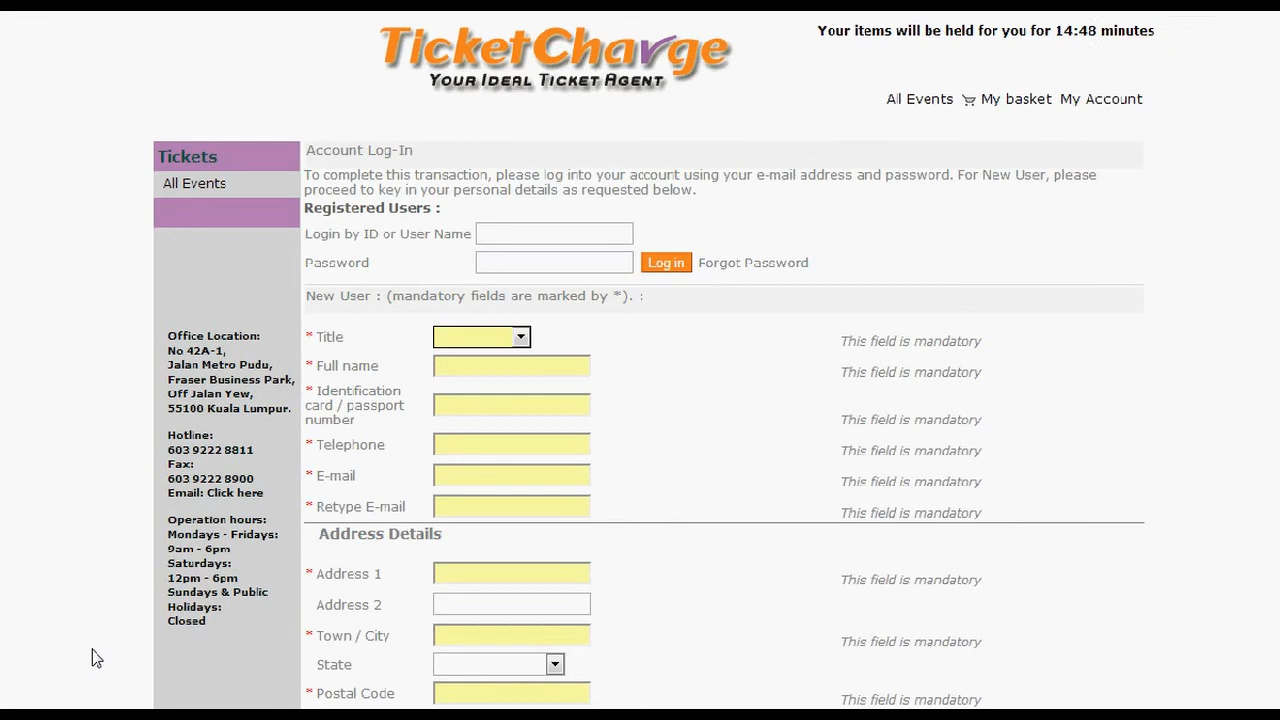 TicketCharge
Your Ideal Ticket Agent
Your items will be held for you for 14:48 minutes
All Events My basket My Account
Tickets
All Events
Office Location:
No 42A-1,
Jalan Metro Pudu,
Fraser Business Park,
Off Jalan Yew,
55100 Kuala Lumpur.
Hotline:
603 9222 8811
Fax:
603 9222 8900
Email: Click here
Operation hours:
Mondays - Fridays:
9am - 6pm
Saturdays:
12pm - 6pm
Sundays & Public
Holidays:
Closed
Account Log-In
To complete this transaction, please log into your account using your e-mail address and password. For New User, please
proceed to key in your personal details as requested below.
Registered Users :
Login by ID or User Name
Password Log in Forgot Password
New User : (mandatory fields are marked by *). :
* Title This field is mandatory
* Full name This field is mandatory
* Identification
card / passport
number This field is mandatory
* Telephone This field is mandatory
* E-mail This field is mandatory
* Retype E-mail This field is mandatory
Address Details
* Address 1 This field is mandatory
Address 2
* Town / City This field is mandatory
State
* Postal Code This field is mandatory